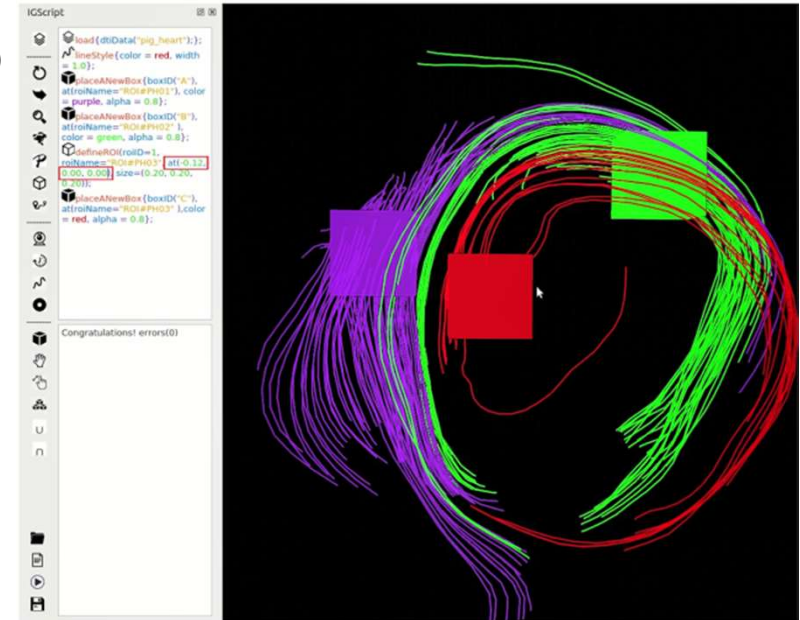 IGScript
load{dtiData("pig_heart");};
lineStyle{color = red, width
= 1.0};
placeANewBox{boxID("A"),
at(roiName="ROI#PH01"), color
= purple, alpha = 0.8};
placeANewBox{boxID("B"),
at(roiName="ROI#PH02" ),
color = green, alpha = 0.8};
defineROI(roiID=1,
roiName="ROI#PH03", at(-0.12,
0.00, 0.00), size=(0.20, 0.20,
0.20));
placeANewBox{boxID("C"),
at(roiName="ROI#PH03" ),color
= red, alpha = 0.8};
Congratulations! errors(0)